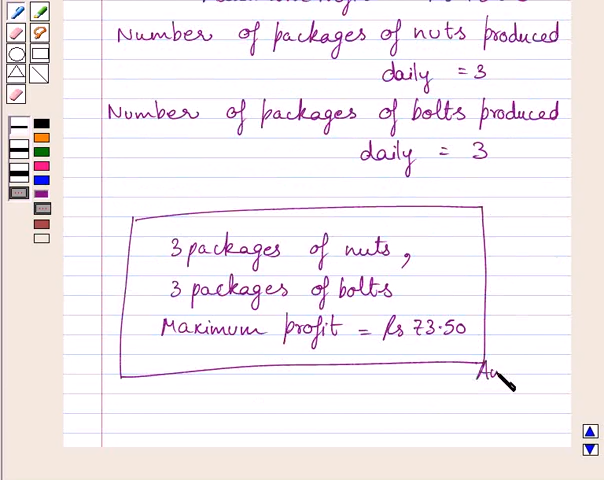 Number of packages of nuts produced
daily = 3
Number of packages of bolts produced
daily = 3
3 packages of nuts,
3 packages of bolts
Maximum profit = Rs 73.50